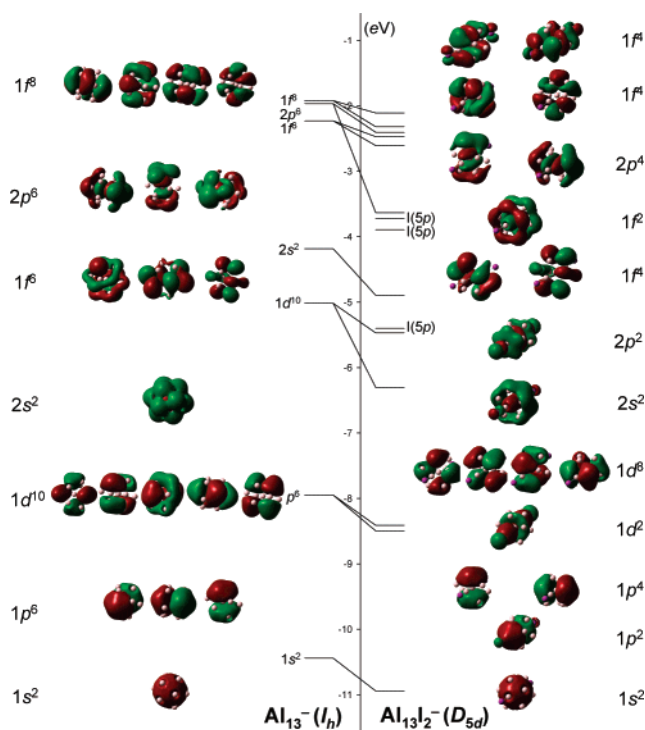 (eV)
1f⁸
2p⁶
1f⁶
2s²
1d¹⁰
1p⁶
1s²
1f⁸
2p⁶
1f⁶
2s²
1d¹⁰
p⁶
1s²
-1
-2
-3
-4
-5
-6
-7
-8
-9
-10
-11
I(5p)
I(5p)
I(5p)
1f⁴
1f⁴
2p⁴
1f²
1f⁴
2p²
2s²
1d⁸
1d²
1p⁴
1p²
1s²
Al₁₃⁻ (Iₕ)
Al₁₃I₂⁻ (D₅d)